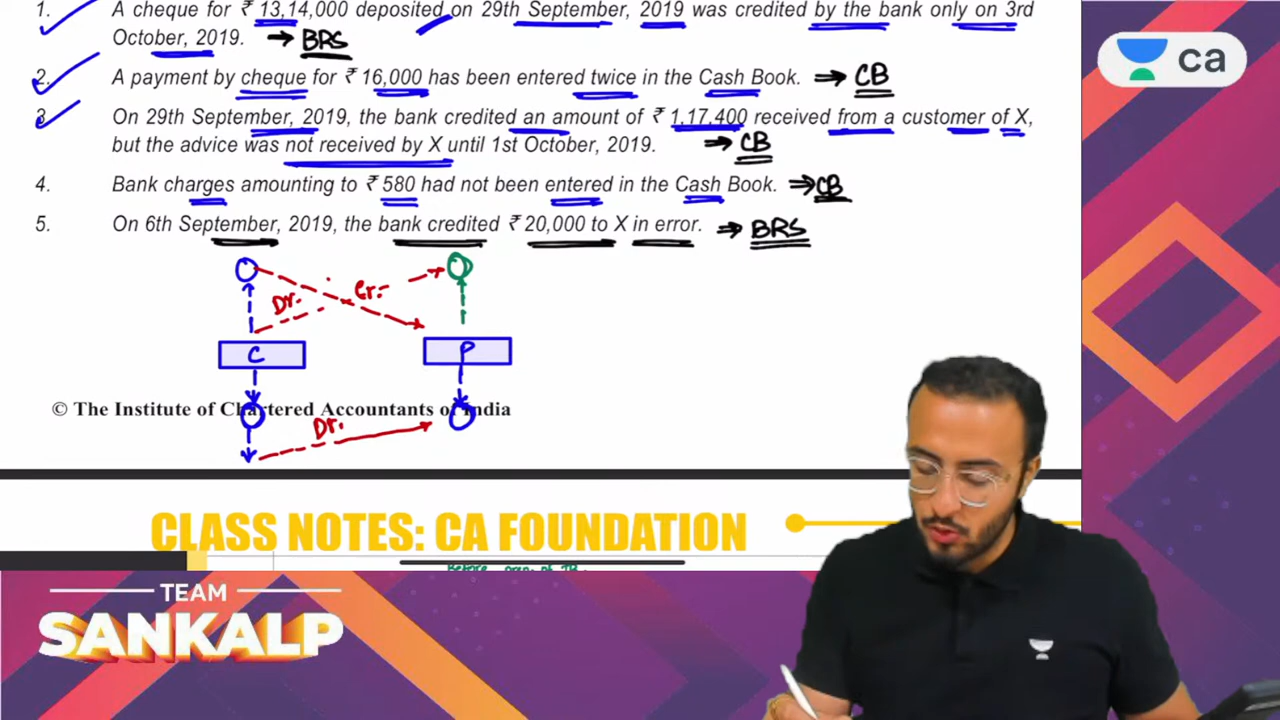 1. A cheque for ₹ 13,14,000 deposited on 29th September, 2019 was credited by the bank only on 3rd
October, 2019. → BRS
2. A payment by cheque for ₹ 16,000 has been entered twice in the Cash Book. → CB
3. On 29th September, 2019, the bank credited an amount of ₹ 1,17,400 received from a customer of X,
but the advice was not received by X until 1st October, 2019. → CB
4. Bank charges amounting to ₹ 580 had not been entered in the Cash Book. → CB
5. On 6th September, 2019, the bank credited ₹ 20,000 to X in error. → BRS
ca
Dr. Cr.
C P
© The Institute of Chartered Accountants of India
Dr.
CLASS NOTES: CA FOUNDATION
Before
TEAM
SANKALP